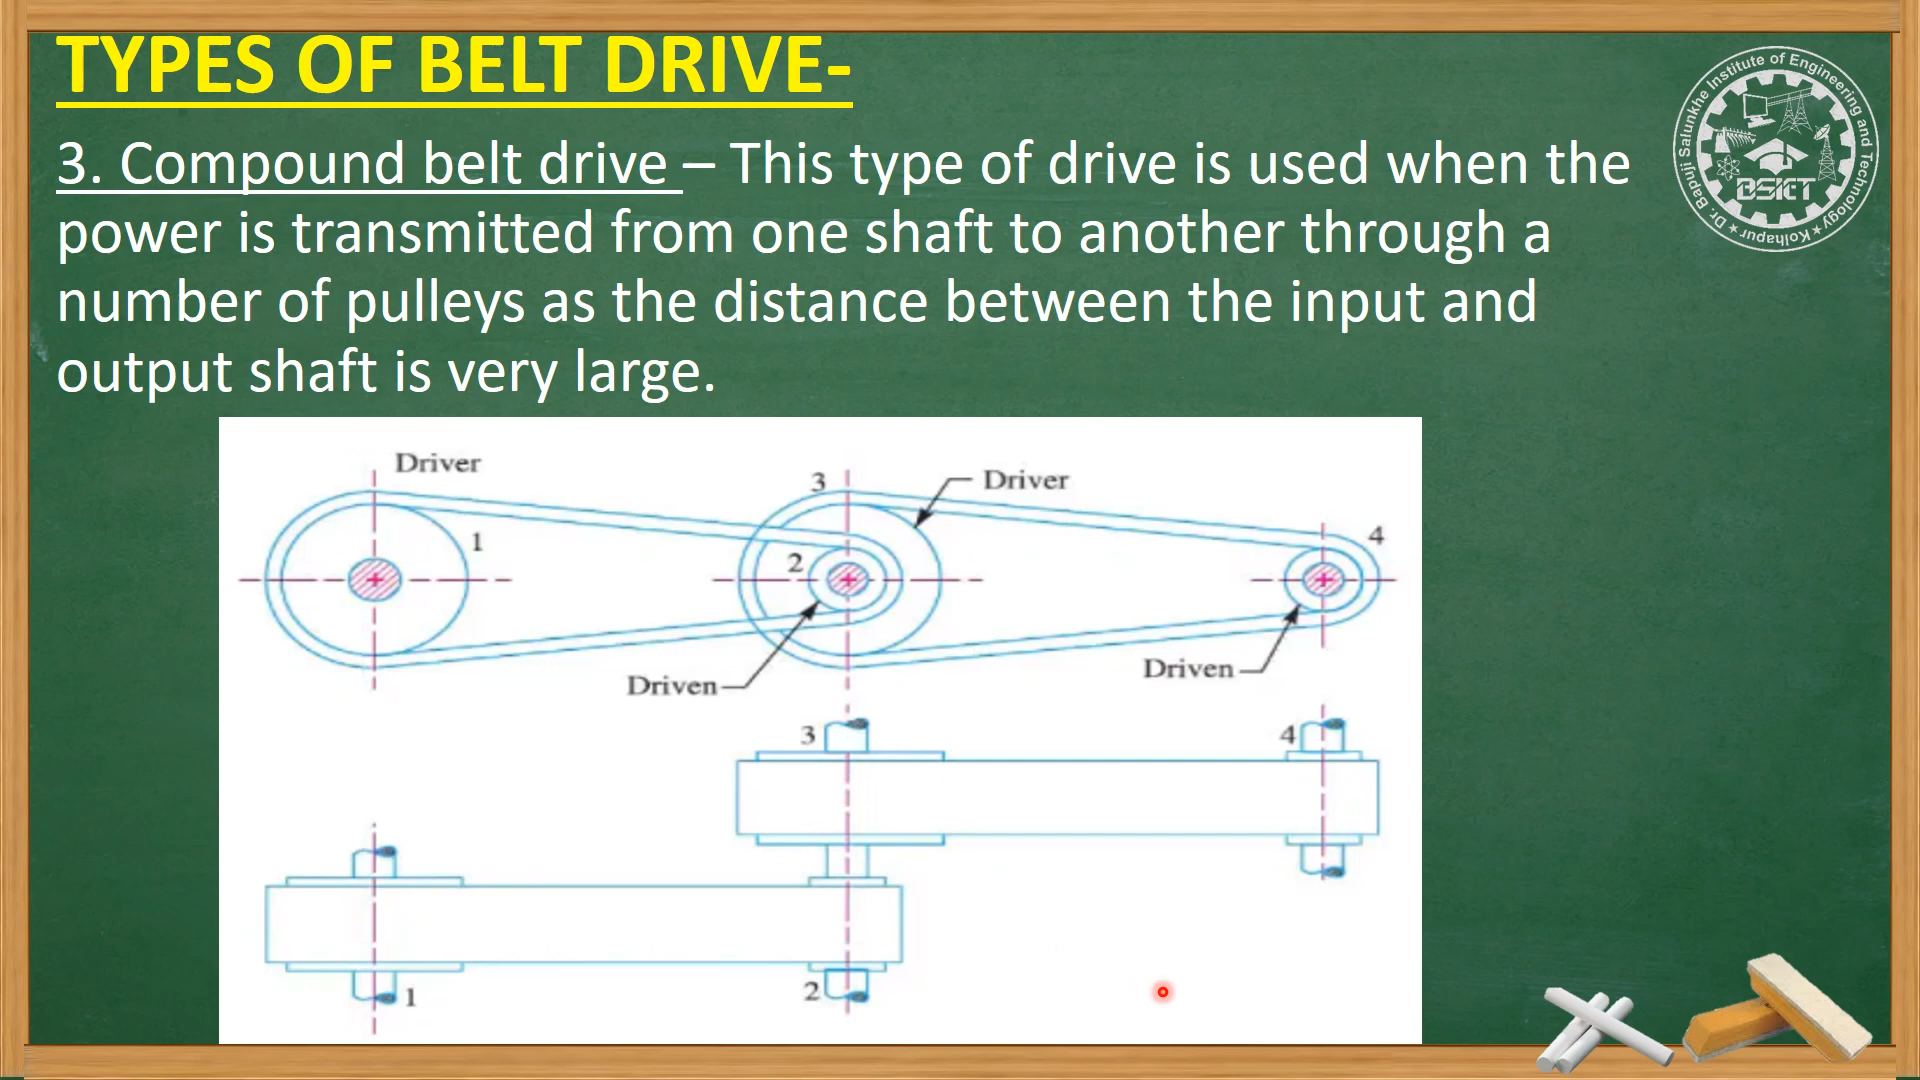 TYPES OF BELT DRIVE-
3. Compound belt drive – This type of drive is used when the
power is transmitted from one shaft to another through a
number of pulleys as the distance between the input and
output shaft is very large.
Dr. Bapuji Salunkhe Institute of Engineering and Technology
★ Kolhapur ★
BSIET
Driver
3
Driver
1
2
4
Driven
Driven
3
4
1
2